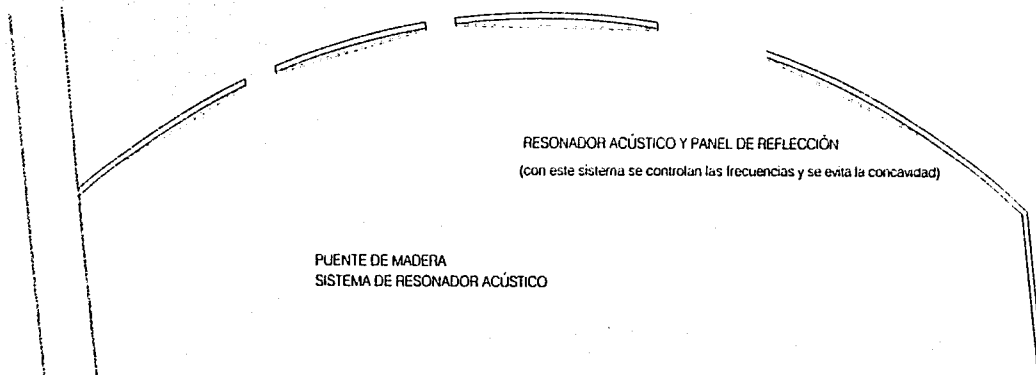 RESONADOR ACÚSTICO Y PANEL DE REFLECCIÓN
(con este sistema se controlan las frecuencias y se evita la concavidad)
PUENTE DE MADERA
SISTEMA DE RESONADOR ACÚSTICO